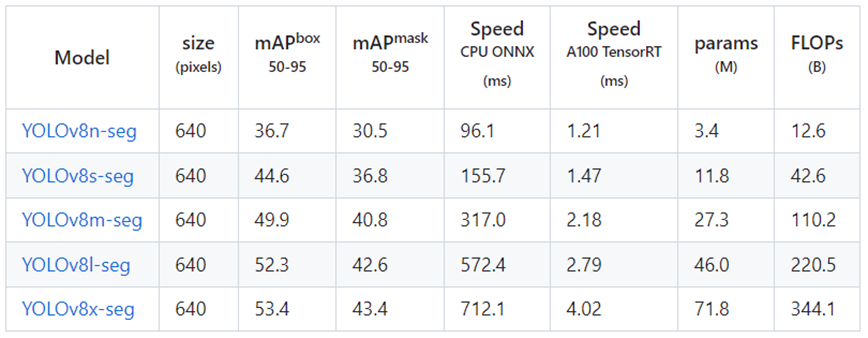 Model size (pixels) mAPbox 50-95 mAPmask 50-95 Speed CPU ONNX (ms) Speed A100 TensorRT (ms) params (M) FLOPs (B)
YOLOv8n-seg 640 36.7 30.5 96.1 1.21 3.4 12.6
YOLOv8s-seg 640 44.6 36.8 155.7 1.47 11.8 42.6
YOLOv8m-seg 640 49.9 40.8 317.0 2.18 27.3 110.2
YOLOv8l-seg 640 52.3 42.6 572.4 2.79 46.0 220.5
YOLOv8x-seg 640 53.4 43.4 712.1 4.02 71.8 344.1